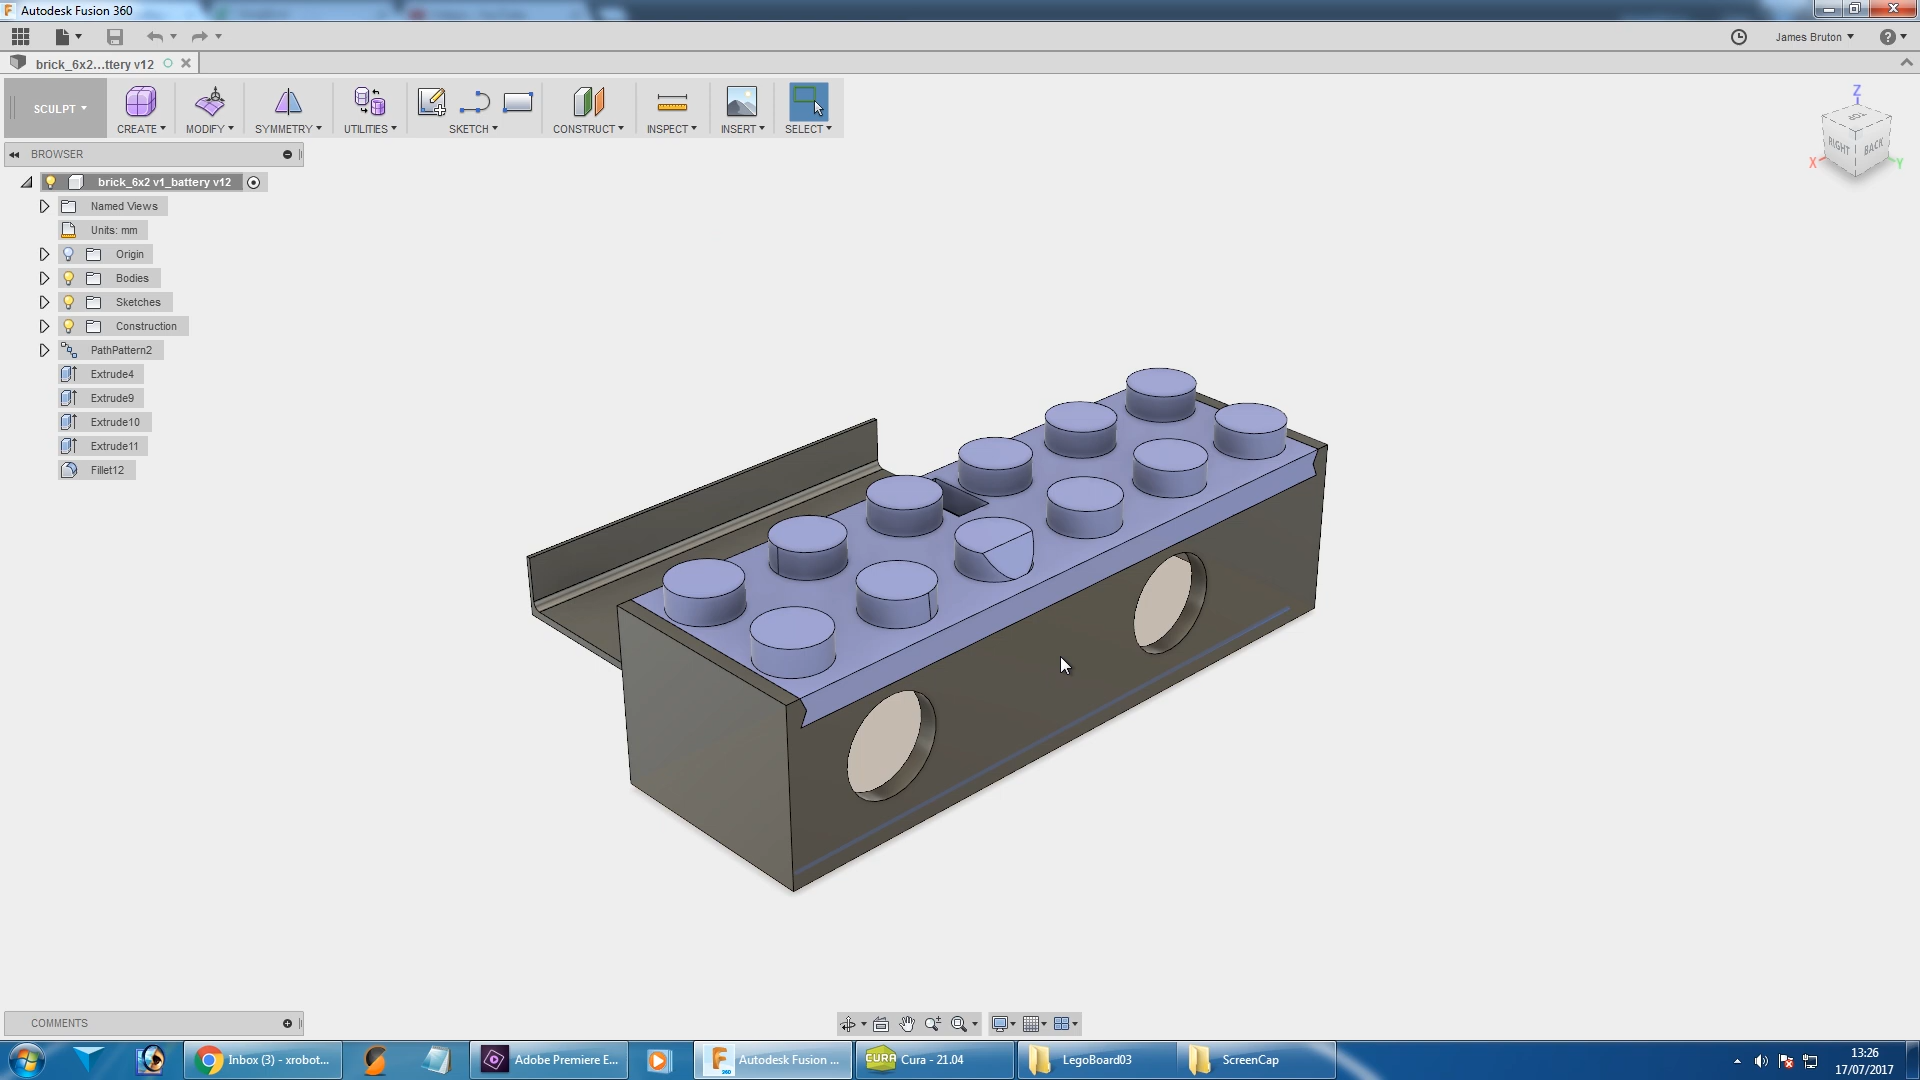 Autodesk Fusion 360
James Bruton
brick_6x2...ttery v12
SCULPT
CREATE
MODIFY
SYMMETRY
UTILITIES
SKETCH
CONSTRUCT
INSPECT
INSERT
SELECT
Z
TOP
RIGHT
BACK
X
Y
BROWSER
brick_6x2 v1_battery v12
Named Views
Units: mm
Origin
Bodies
Sketches
Construction
PathPattern2
Extrude4
Extrude9
Extrude10
Extrude11
Fillet12
COMMENTS
Inbox (3) - xrobot...
Adobe Premiere E...
Autodesk Fusion ...
CURA
Cura - 21.04
LegoBoard03
ScreenCap
13:26
17/07/2017